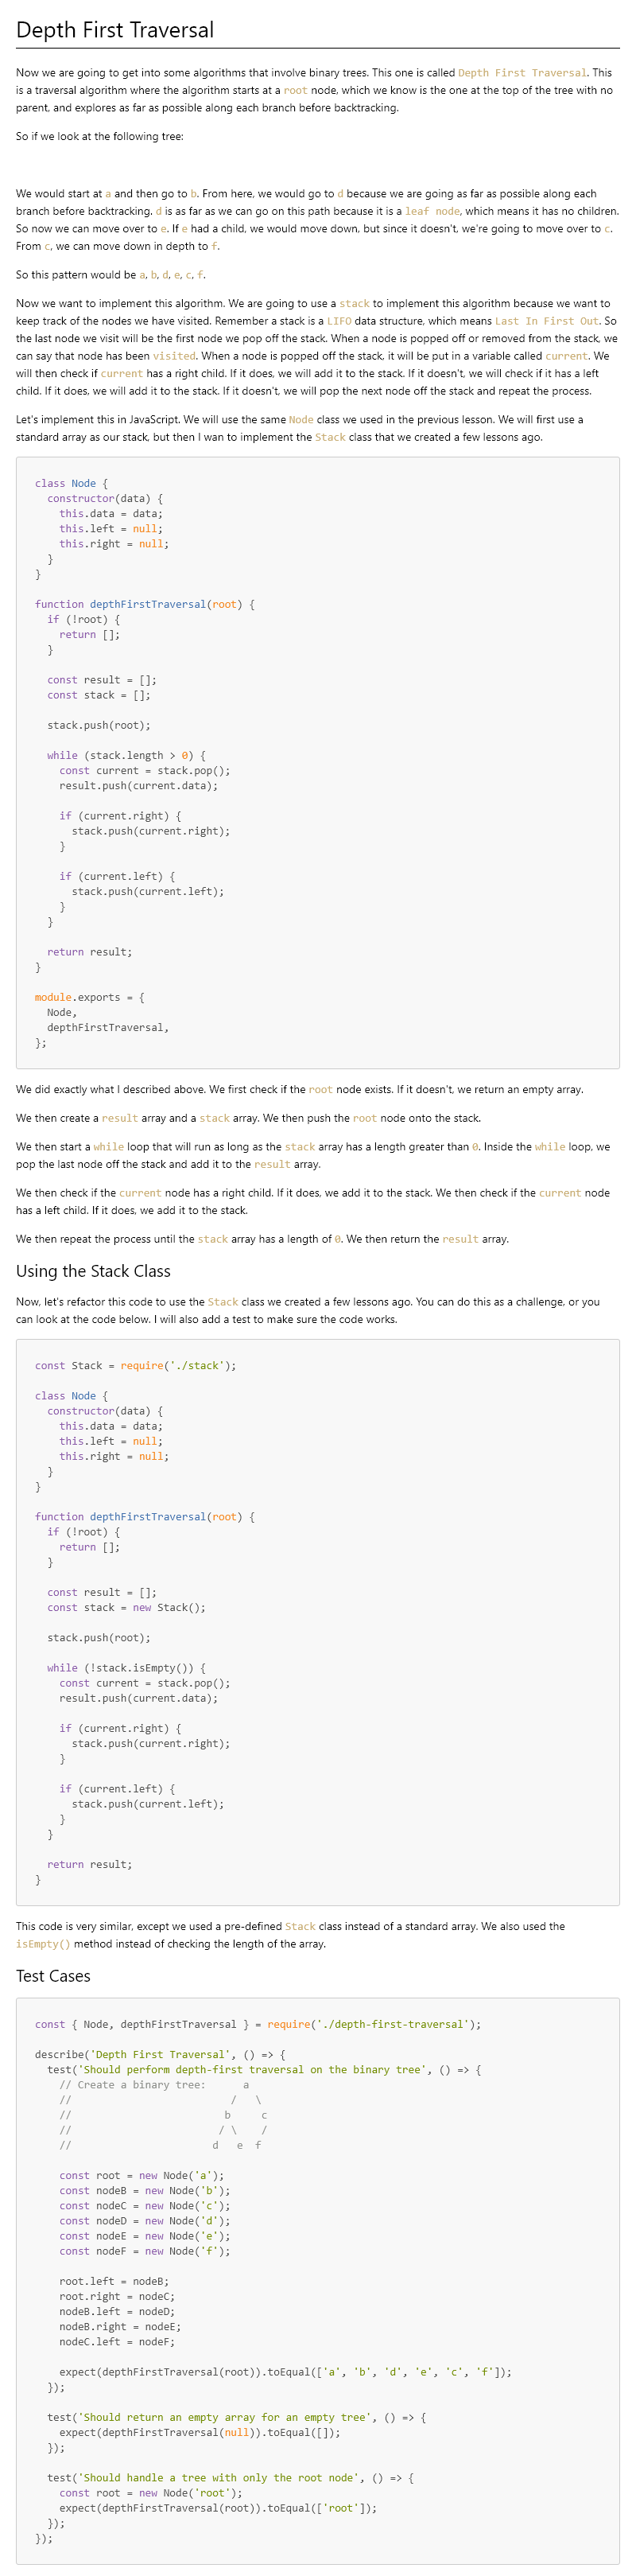 Depth First Traversal
Now we are going to get into some algorithms that involve binary trees. This one is called Depth First Traversal. This
is a traversal algorithm where the algorithm starts at a root node, which we know is the one at the top of the tree with no
parent, and explores as far as possible along each branch before backtracking.
So if we look at the following tree:
We would start at a and then go to b. From here, we would go to d because we are going as far as possible along each
branch before backtracking. d is as far as we can go on this path because it is a leaf node, which means it has no children.
So now we can move over to e. If e had a child, we would move down, but since it doesn't, we're going to move over to c.
From c, we can move down in depth to f.
So this pattern would be a, b, d, e, c, f.
Now we want to implement this algorithm. We are going to use a stack to implement this algorithm because we want to
keep track of the nodes we have visited. Remember a stack is a LIFO data structure, which means Last In First Out. So
the last node we visit will be the first node we pop off the stack. When a node is popped off or removed from the stack, we
can say that node has been visited. When a node is popped off the stack, it will be put in a variable called current. We
will then check if current has a right child. If it does, we will add it to the stack. If it doesn't, we will check if it has a left
child. If it does, we will add it to the stack. If it doesn't, we will pop the next node off the stack and repeat the process.
Let's implement this in JavaScript. We will use the same Node class we used in the previous lesson. We will first use a
standard array as our stack, but then I wan to implement the Stack class that we created a few lessons ago.
class Node {
  constructor(data) {
    this.data = data;
    this.left = null;
    this.right = null;
  }
}
function depthFirstTraversal(root) {
  if (!root) {
    return [];
  }
  const result = [];
  const stack = [];
  stack.push(root);
  while (stack.length > 0) {
    const current = stack.pop();
    result.push(current.data);
    if (current.right) {
      stack.push(current.right);
    }
    if (current.left) {
      stack.push(current.left);
    }
  }
  return result;
}
module.exports = {
  Node,
  depthFirstTraversal,
};
We did exactly what I described above. We first check if the root node exists. If it doesn't, we return an empty array.
We then create a result array and a stack array. We then push the root node onto the stack.
We then start a while loop that will run as long as the stack array has a length greater than 0. Inside the while loop, we
pop the last node off the stack and add it to the result array.
We then check if the current node has a right child. If it does, we add it to the stack. We then check if the current node
has a left child. If it does, we add it to the stack.
We then repeat the process until the stack array has a length of 0. We then return the result array.
Using the Stack Class
Now, let's refactor this code to use the Stack class we created a few lessons ago. You can do this as a challenge, or you
can look at the code below. I will also add a test to make sure the code works.
const Stack = require('./stack');
class Node {
  constructor(data) {
    this.data = data;
    this.left = null;
    this.right = null;
  }
}
function depthFirstTraversal(root) {
  if (!root) {
    return [];
  }
  const result = [];
  const stack = new Stack();
  stack.push(root);
  while (!stack.isEmpty()) {
    const current = stack.pop();
    result.push(current.data);
    if (current.right) {
      stack.push(current.right);
    }
    if (current.left) {
      stack.push(current.left);
    }
  }
  return result;
}
This code is very similar, except we used a pre-defined Stack class instead of a standard array. We also used the
isEmpty() method instead of checking the length of the array.
Test Cases
const { Node, depthFirstTraversal } = require('./depth-first-traversal');
describe('Depth First Traversal', () => {
  test('Should perform depth-first traversal on the binary tree', () => {
    // Create a binary tree:      a
    //                          /   \
    //                         b     c
    //                        / \    /
    //                       d   e  f
    const root = new Node('a');
    const nodeB = new Node('b');
    const nodeC = new Node('c');
    const nodeD = new Node('d');
    const nodeE = new Node('e');
    const nodeF = new Node('f');
    root.left = nodeB;
    root.right = nodeC;
    nodeB.left = nodeD;
    nodeB.right = nodeE;
    nodeC.left = nodeF;
    expect(depthFirstTraversal(root)).toEqual(['a', 'b', 'd', 'e', 'c', 'f']);
  });
  test('Should return an empty array for an empty tree', () => {
    expect(depthFirstTraversal(null)).toEqual([]);
  });
  test('Should handle a tree with only the root node', () => {
    const root = new Node('root');
    expect(depthFirstTraversal(root)).toEqual(['root']);
  });
});